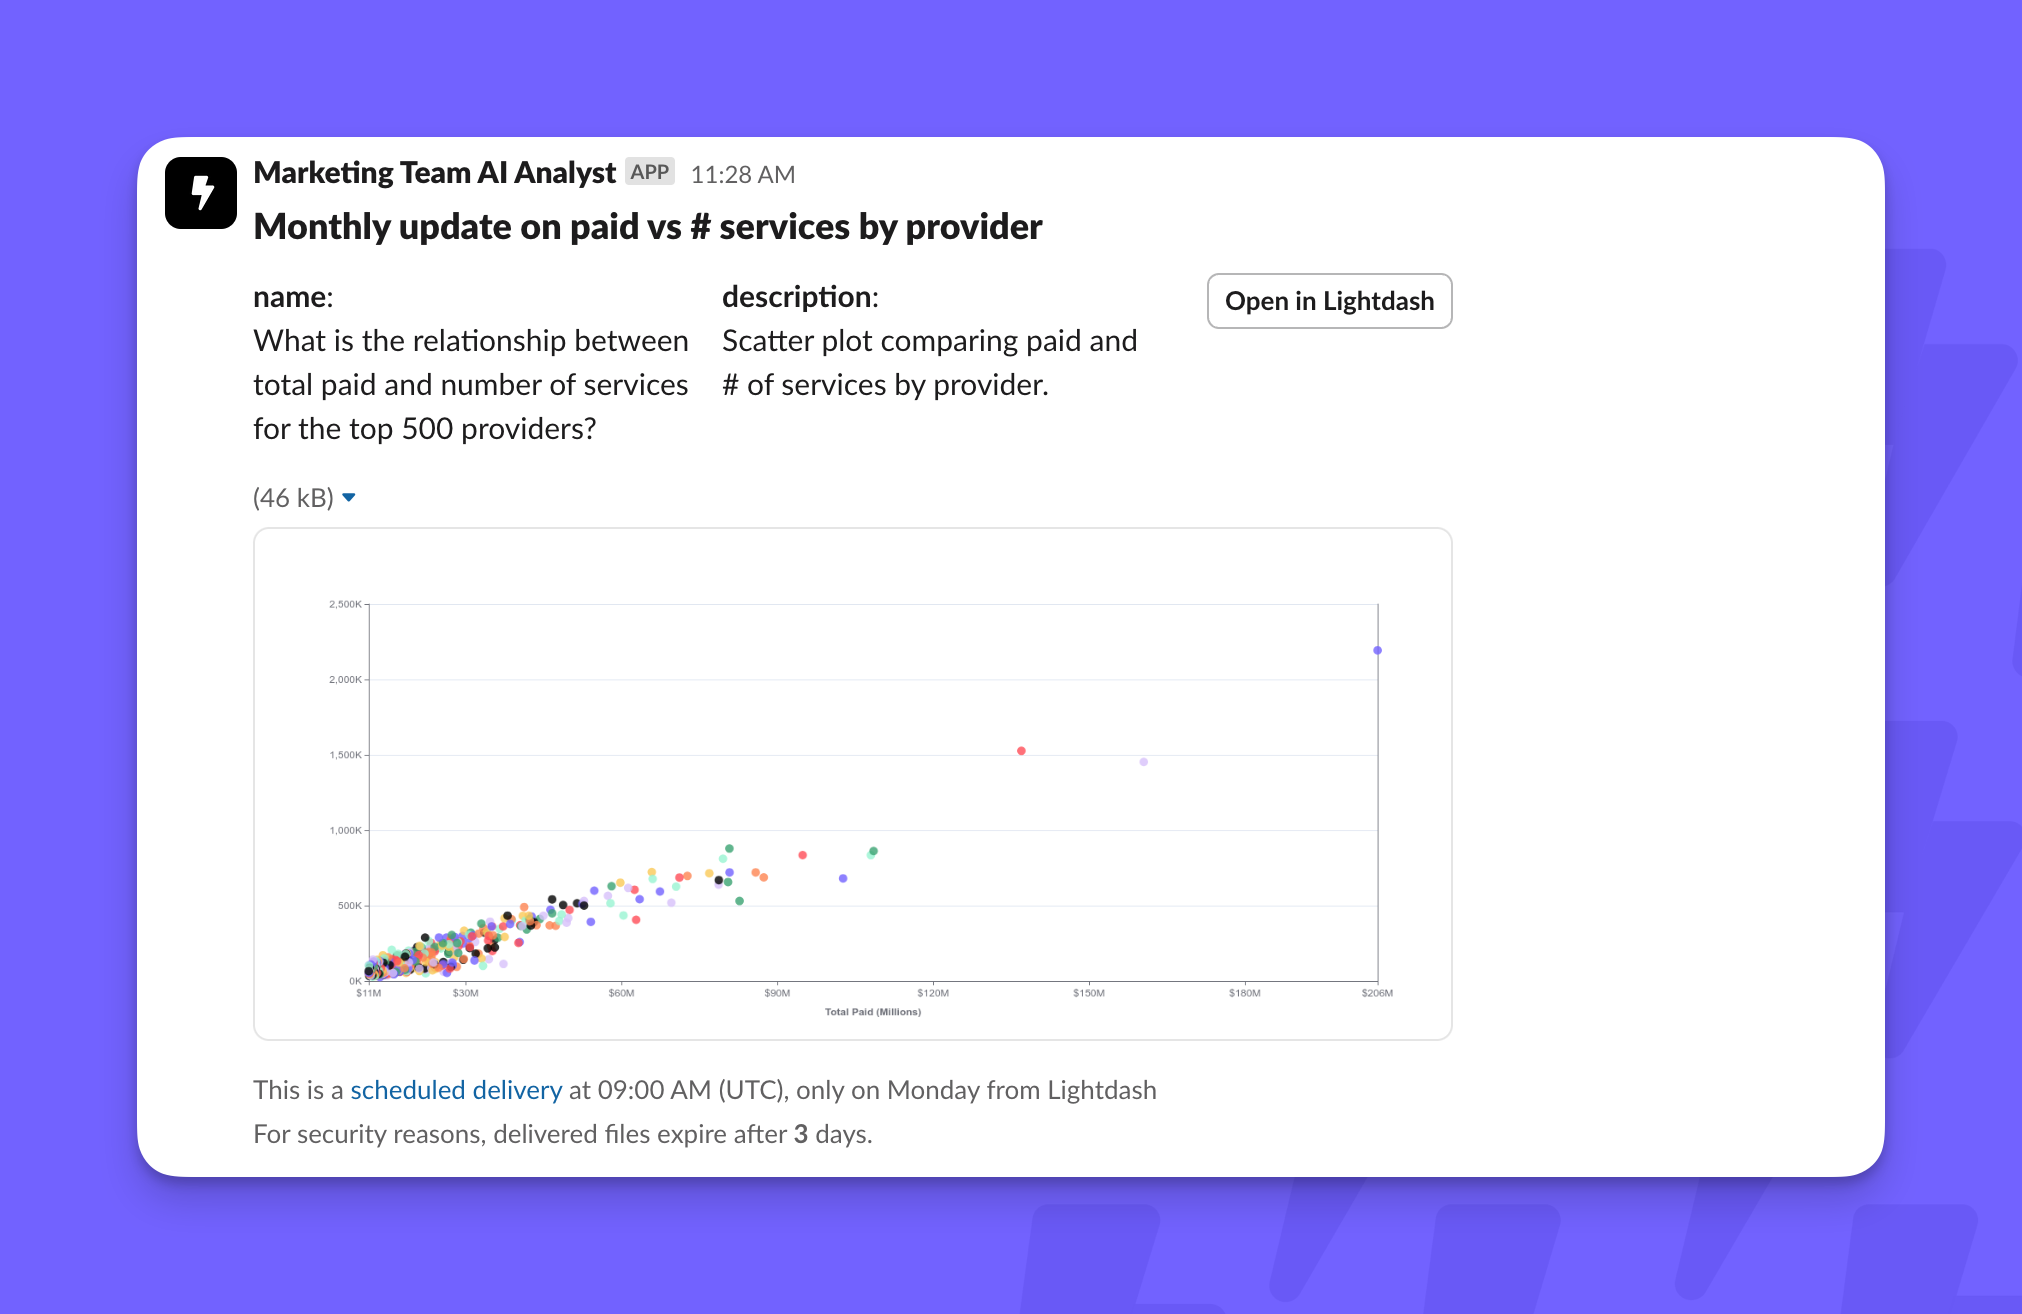 Marketing Team AI Analyst APP 11:28 AM
Monthly update on paid vs # services by provider
name:
What is the relationship between
total paid and number of services
for the top 500 providers?
description:
Scatter plot comparing paid and
# of services by provider.
Open in Lightdash
(46 kB)
2,500K
2,000K
1,500K
1,000K
500K
0K
$11M $30M $60M $90M $120M $150M $180M $206M
Total Paid (Millions)
This is a scheduled delivery at 09:00 AM (UTC), only on Monday from Lightdash
For security reasons, delivered files expire after 3 days.